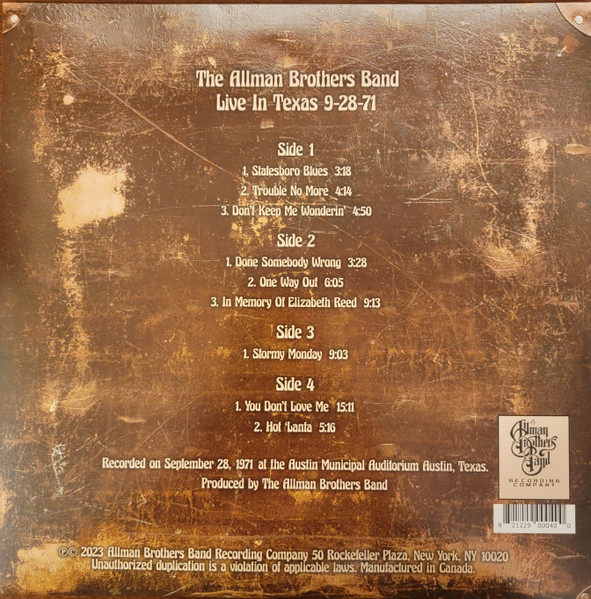 The Allman Brothers Band
Live In Texas 9-28-71
Side 1
1. Statesboro Blues 3:18
2. Trouble No More 4:14
3. Don't Keep Me Wonderin' 4:50
Side 2
1. Done Somebody Wrong 3:28
2. One Way Out 6:05
3. In Memory Of Elizabeth Reed 9:13
Side 3
1. Stormy Monday 9:03
Side 4
1. You Don't Love Me 15:11
2. Hot 'Lanta 5:16
The
Allman
Brothers
Band
RECORDING
COMPANY
Recorded on September 28, 1971 at the Austin Municipal Auditorium Austin, Texas.
Produced by The Allman Brothers Band
8 21229 00040 0
℗© 2023 Allman Brothers Band Recording Company 50 Rockefeller Plaza, New York, NY 10020
Unauthorized duplication is a violation of applicable laws. Manufactured in Canada.